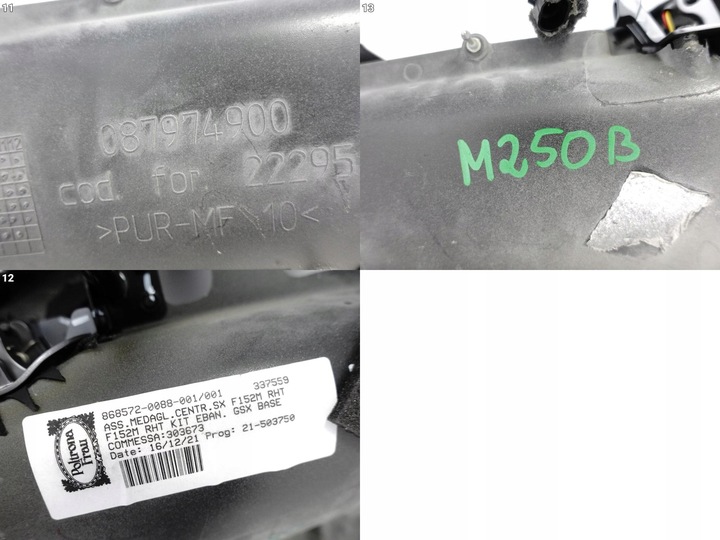 11
087974900
cod. for 22295
>PUR-MF 10<
13
M250B
12
Poltrona
Frau
868572-0088-001/001 337559
ASS.MEDAGL.CENTR.SX F152M RHT
F152M RHT KIT EBAN. GSX BASE
COMMESSA:303673
Date: 16/12/21 Prog: 21-503750